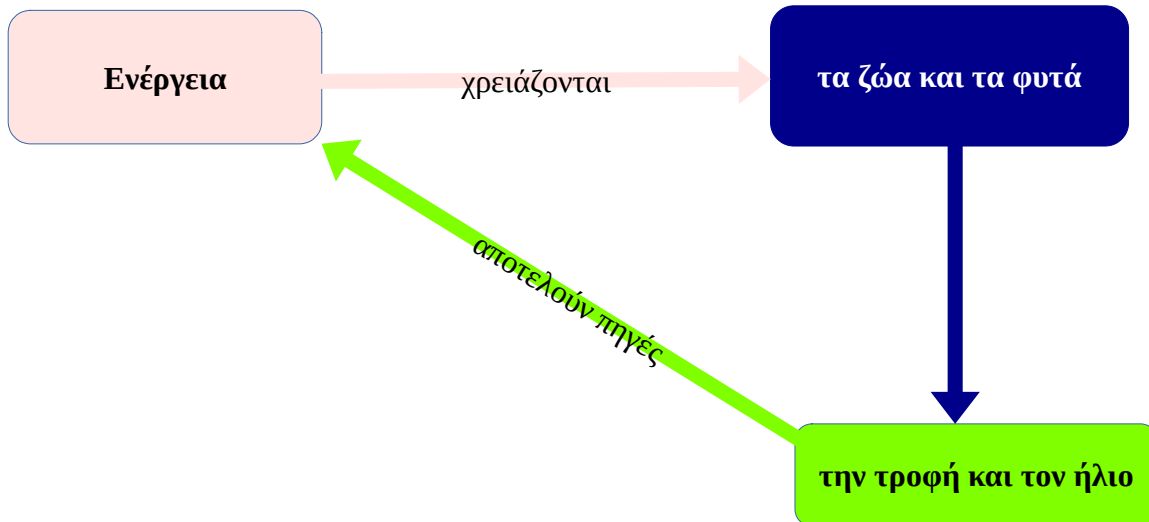 Ενέργεια
χρειάζονται
τα ζώα και τα φυτά
αποτελούν πηγές
την τροφή και τον ήλιο